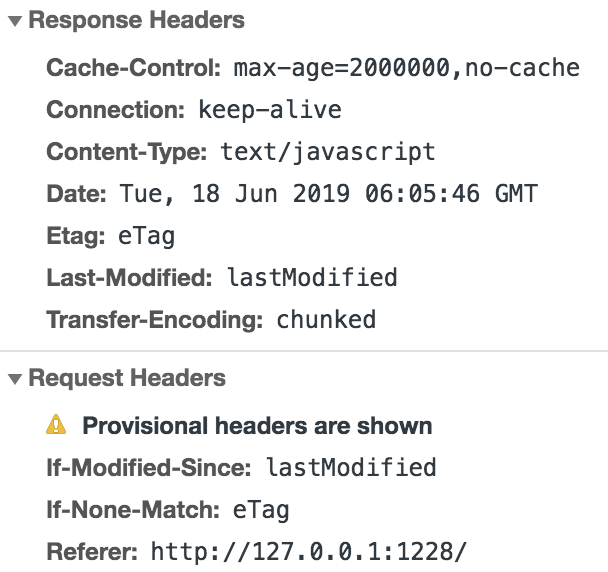 Response Headers
Cache-Control: max-age=2000000,no-cache
Connection: keep-alive
Content-Type: text/javascript
Date: Tue, 18 Jun 2019 06:05:46 GMT
Etag: eTag
Last-Modified: lastModified
Transfer-Encoding: chunked
Request Headers
Provisional headers are shown
If-Modified-Since: lastModified
If-None-Match: eTag
Referer: http://127.0.0.1:1228/